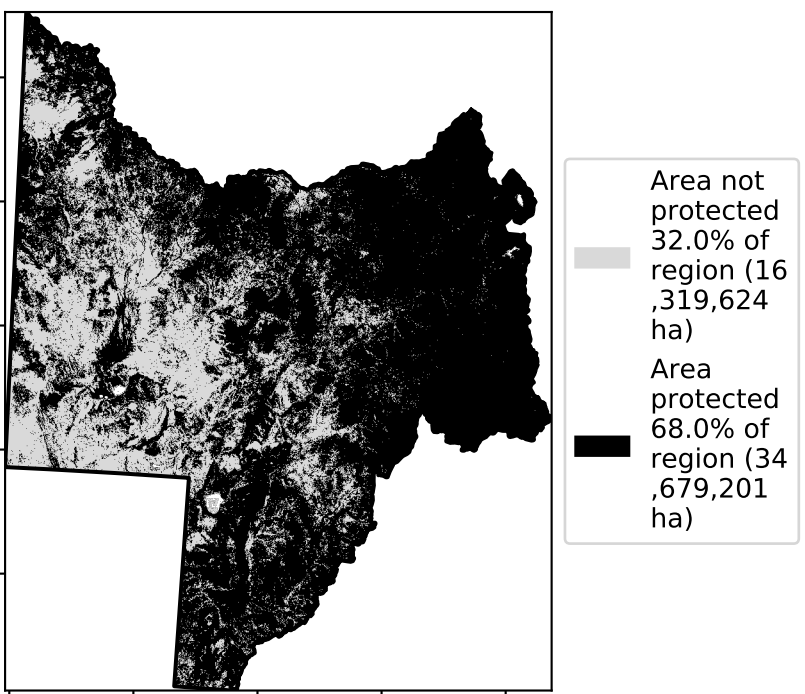 Area not
protected
32.0% of
region (16
,319,624
ha)
Area
protected
68.0% of
region (34
,679,201
ha)